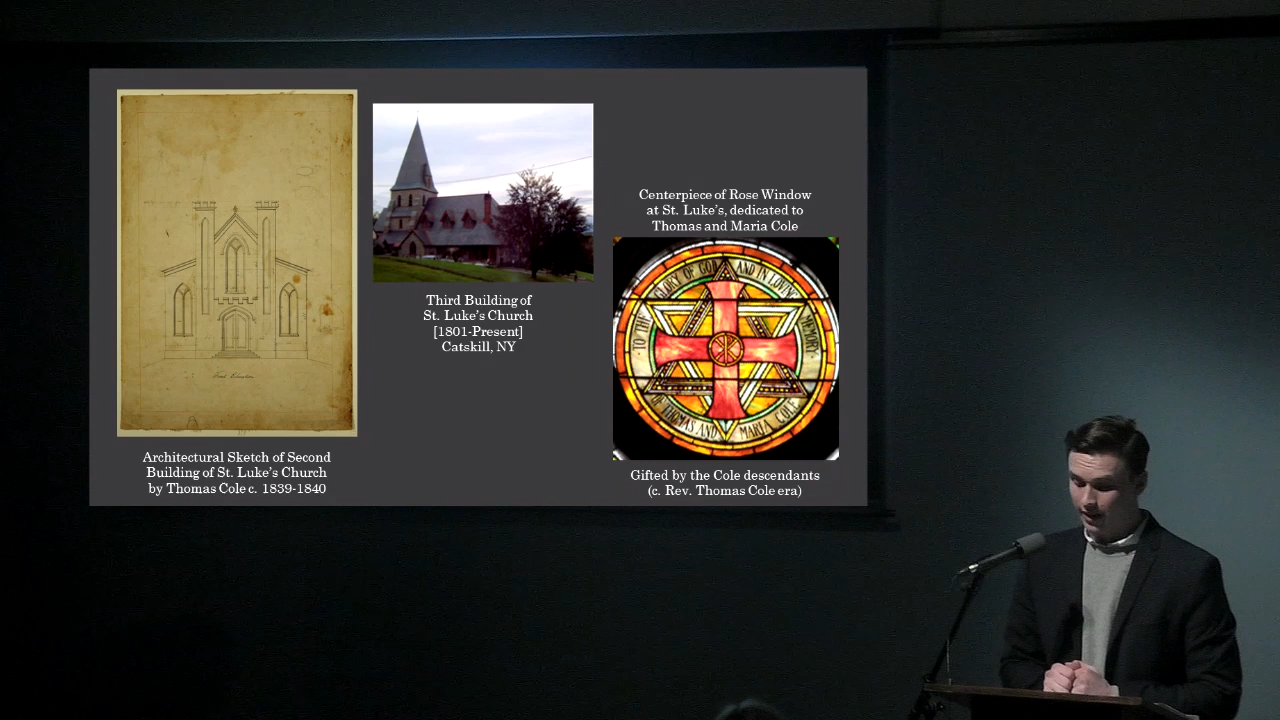 Architectural Sketch of Second
Building of St. Luke's Church
by Thomas Cole c. 1839-1840
Third Building of
St. Luke's Church
[1801-Present]
Catskill, NY
Centerpiece of Rose Window
at St. Luke's, dedicated to
Thomas and Maria Cole
TO THE GLORY OF GOD AND IN LOVING MEMORY
OF THOMAS AND MARIA COLE
Gifted by the Cole descendants
(c. Rev. Thomas Cole era)